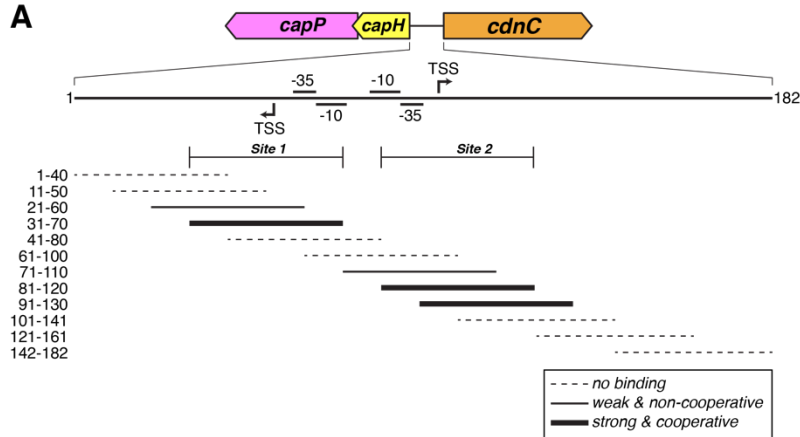 A
capP capH cdnC
-35 -10 TSS
1 182
TSS -10 -35
Site 1 Site 2
1-40
11-50
21-60
31-70
41-80
61-100
71-110
81-120
91-130
101-141
121-161
142-182
no binding
weak & non-cooperative
strong & cooperative